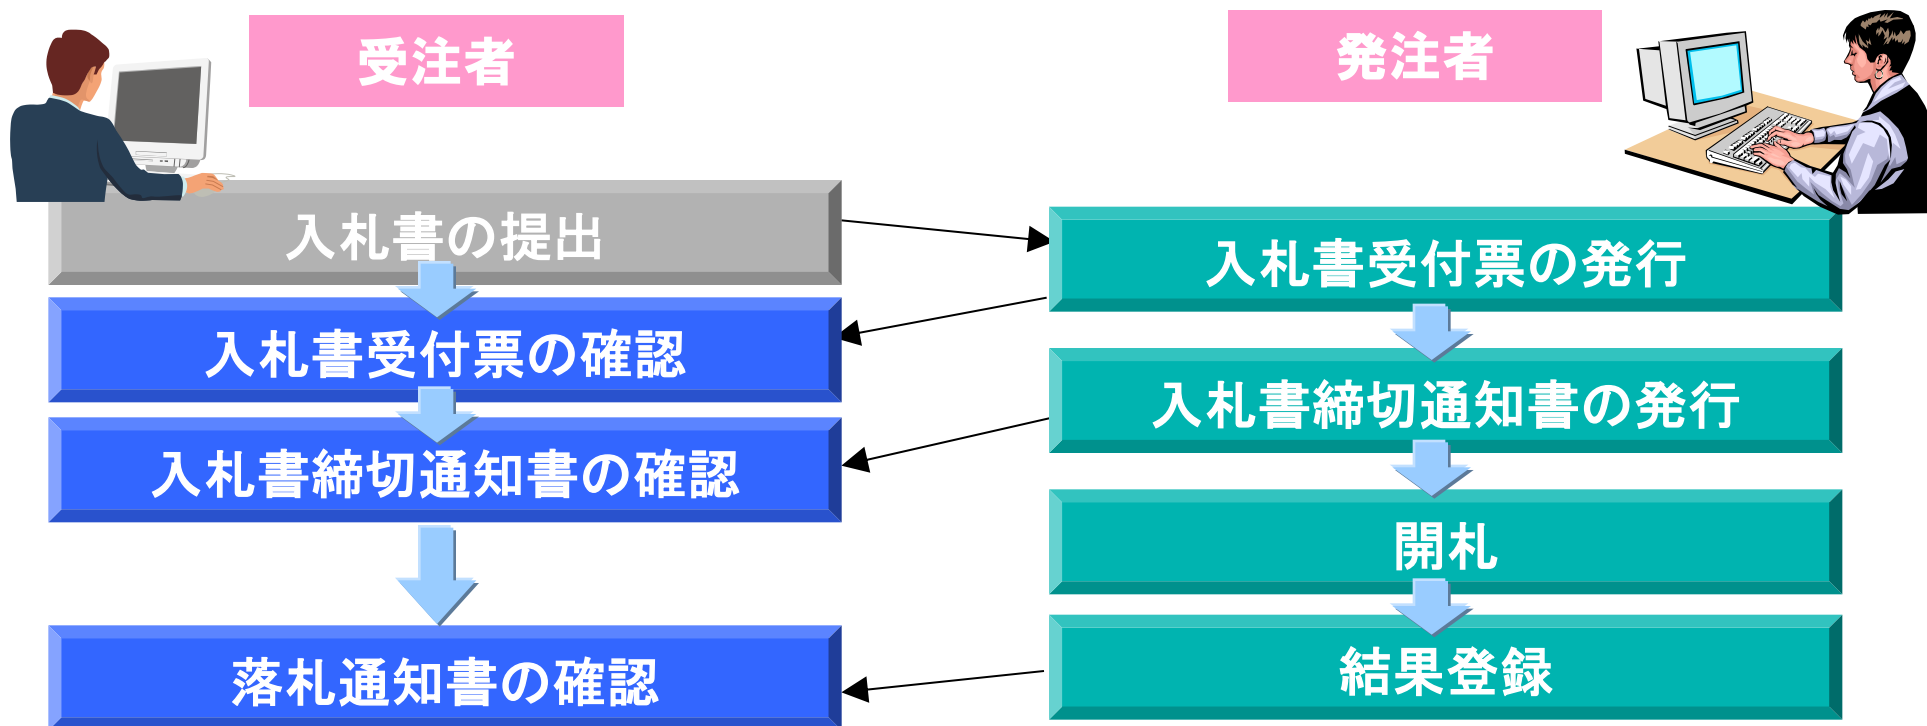 受注者
発注者
入札書の提出
入札書受付票の発行
入札書受付票の確認
入札書締切通知書の発行
入札書締切通知書の確認
開札
落札通知書の確認
結果登録